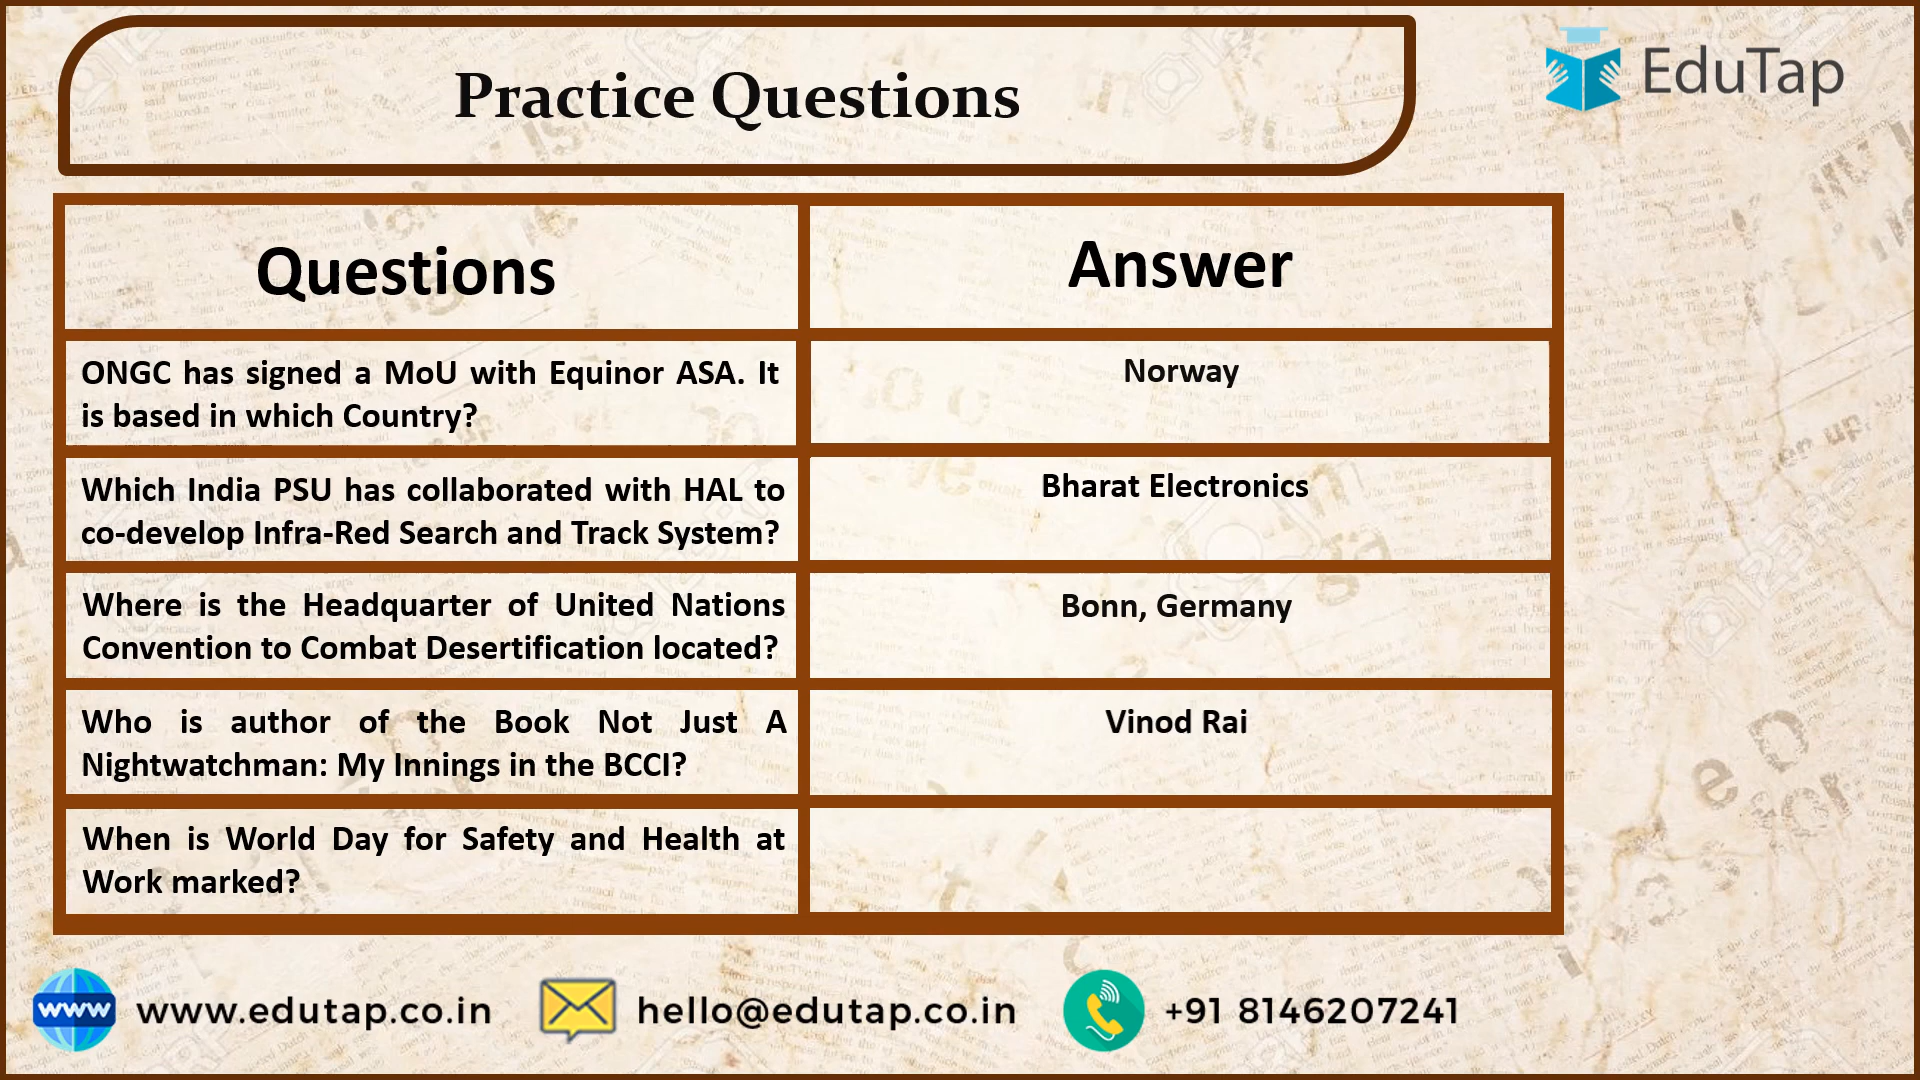 Practice Questions
EduTap
Questions
Answer
ONGC has signed a MoU with Equinor ASA. It
is based in which Country?
Norway
Which India PSU has collaborated with HAL to
co-develop Infra-Red Search and Track System?
Bharat Electronics
Where is the Headquarter of United Nations
Convention to Combat Desertification located?
Bonn, Germany
Who is author of the Book Not Just A
Nightwatchman: My Innings in the BCCI?
Vinod Rai
When is World Day for Safety and Health at
Work marked?
www
www.edutap.co.in
hello@edutap.co.in
+91 8146207241